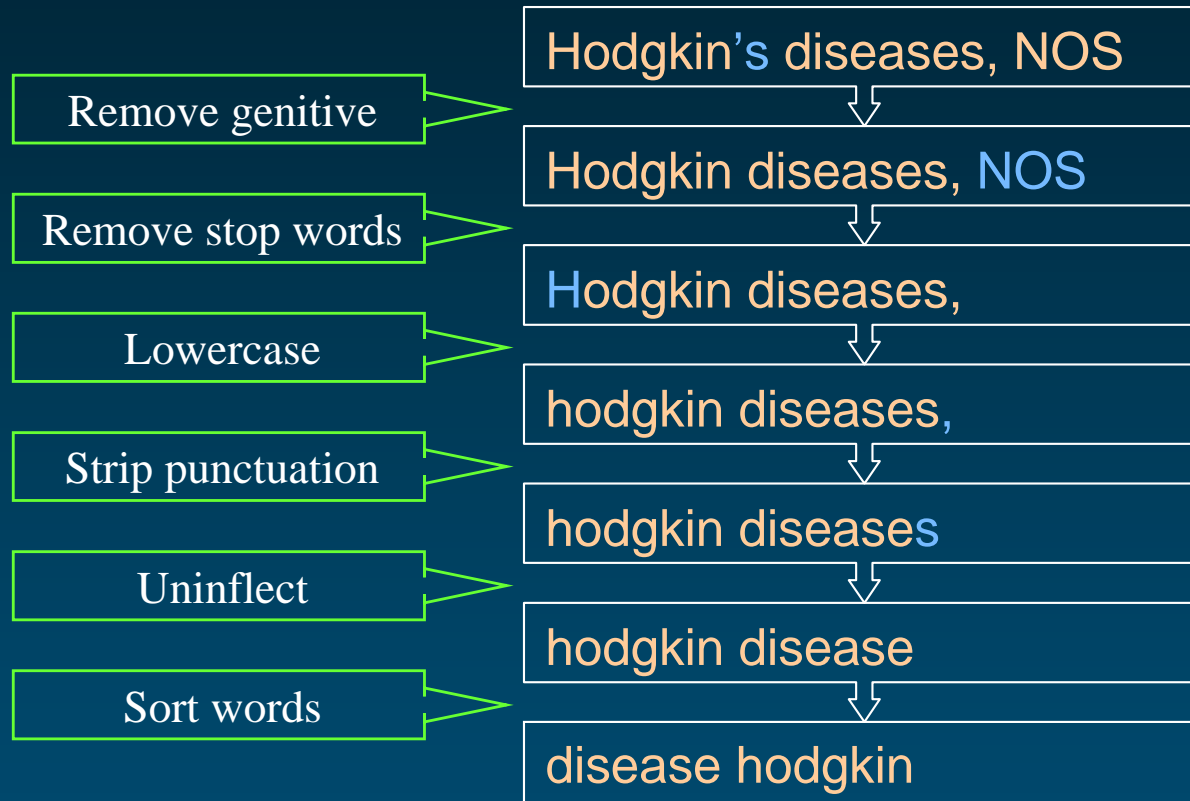 Hodgkin’s diseases, NOS
Remove genitive
Hodgkin diseases, NOS
Remove stop words
Hodgkin diseases,
Lowercase
hodgkin diseases,
Strip punctuation
hodgkin diseases
Uninflect
hodgkin disease
Sort words
disease hodgkin